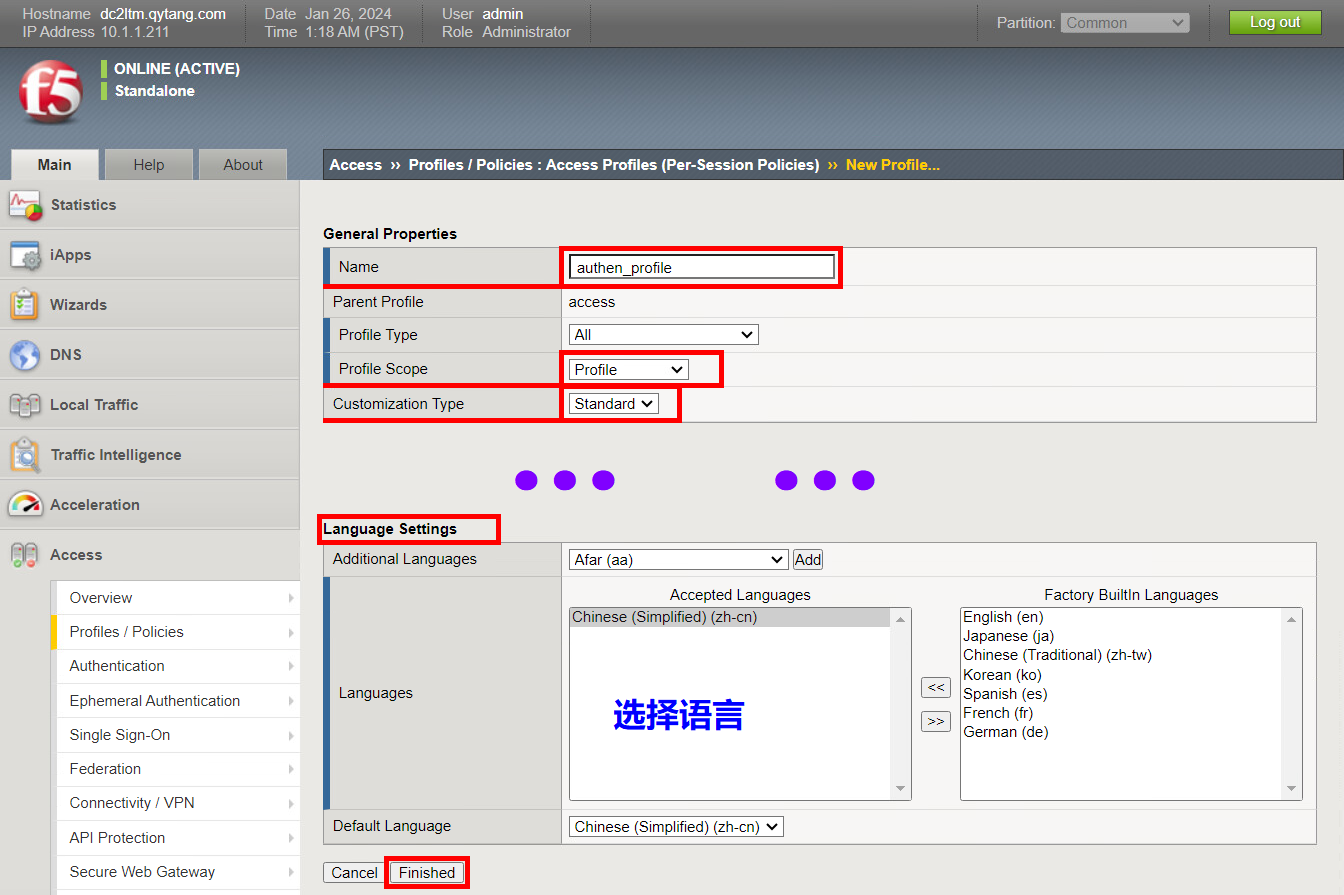 Hostname dc2ltm.qytang.com Date Jan 26, 2024 User admin
IP Address 10.1.1.211 Time 1:18 AM (PST) Role Administrator
Partition: Common Log out
f5
ONLINE (ACTIVE)
Standalone
Main Help About
Access ›› Profiles / Policies : Access Profiles (Per-Session Policies) ›› New Profile...
Statistics
iApps
Wizards
DNS
Local Traffic
Traffic Intelligence
Acceleration
Access
Overview
Profiles / Policies
Authentication
Ephemeral Authentication
Single Sign-On
Federation
Connectivity / VPN
API Protection
Secure Web Gateway
General Properties
Name authen_profile
Parent Profile access
Profile Type All
Profile Scope Profile
Customization Type Standard
Language Settings
Additional Languages Afar (aa) Add
Languages
Accepted Languages
Chinese (Simplified) (zh-cn)
选择语言
<<
>>
Factory BuiltIn Languages
English (en)
Japanese (ja)
Chinese (Traditional) (zh-tw)
Korean (ko)
Spanish (es)
French (fr)
German (de)
Default Language Chinese (Simplified) (zh-cn)
Cancel Finished